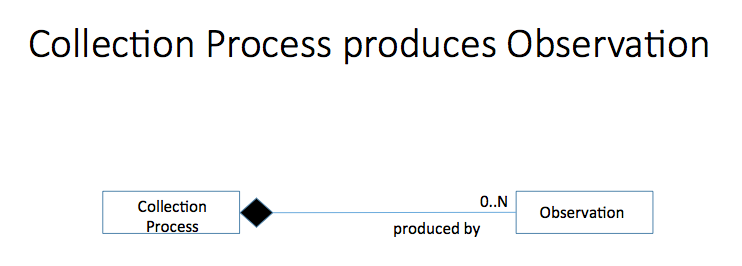 Collection Process produces Observation
Collection
Process
0..N
Observation
produced by